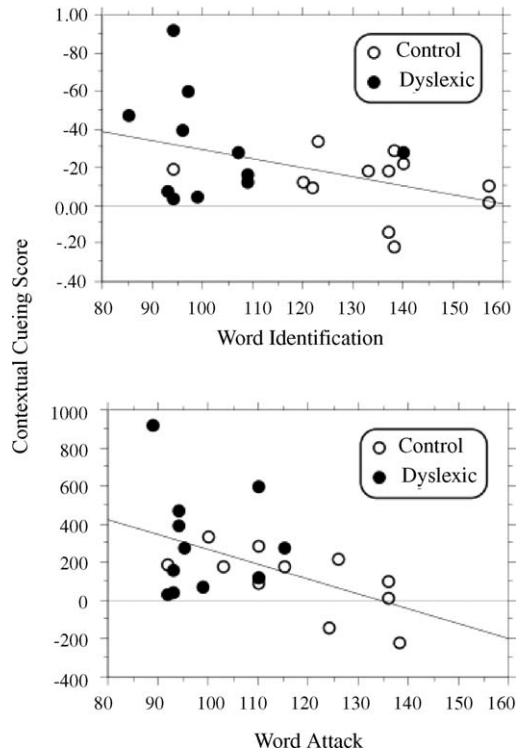 1.00
Control
Dyslexic
-80
-60
-40
-20
0.00
-.20
-.40
80 90 100 110 120 130 140 150 160
Word Identification
Contextual Cueing Score
1000
Control
Dyslexic
800
600
400
200
0
-200
-400
80 90 100 110 120 130 140 150 160
Word Attack